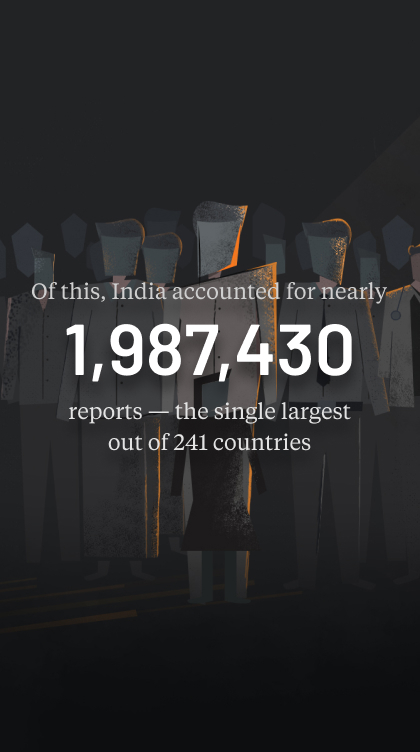 Of this, India accounted for nearly
1,987,430
reports — the single largest
out of 241 countries